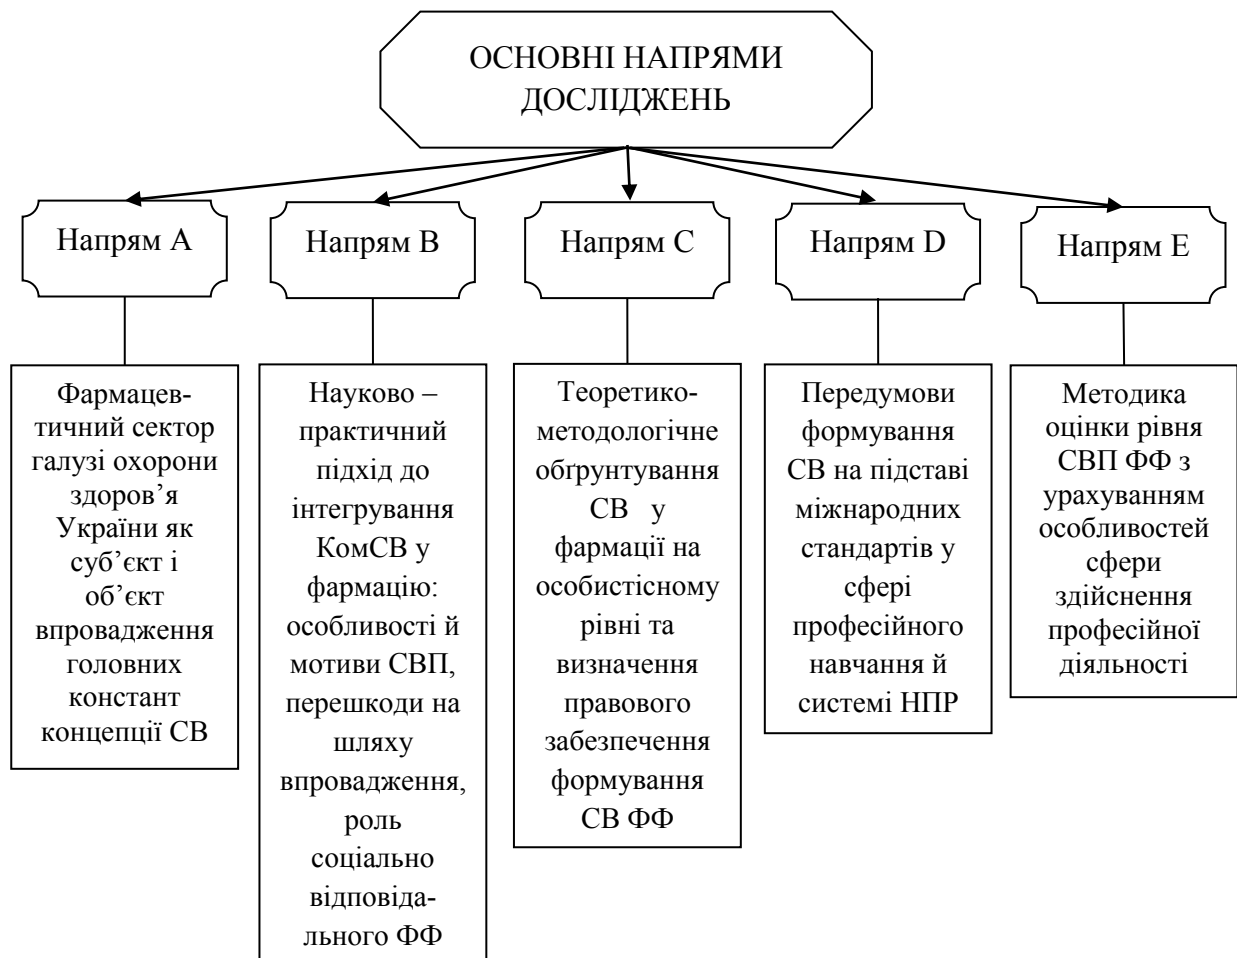 ОСНОВНІ НАПРЯМИ
ДОСЛІДЖЕНЬ
Напрям А
Напрям В
Напрям С
Напрям D
Напрям Е
Фармацев-
тичний сектор
галузі охорони
здоров’я
України як
суб’єкт і
об’єкт
впровадження
головних
констант
концепції СВ
Науково –
практичний
підхід до
інтегрування
КомСВ у
фармацію:
особливості й
мотиви СВП,
перешкоди на
шляху
впровадження,
роль
соціально
відповіда-
льного ФФ
Теоретико-
методологічне
обґрунтування
СВ у
фармації на
особистісному
рівні та
визначення
правового
забезпечення
формування
СВ ФФ
Передумови
формування
СВ на підставі
міжнародних
стандартів у
сфері
професійного
навчання й
системі НПР
Методика
оцінки рівня
СВП ФФ з
урахуванням
особливостей
сфери
здійснення
професійної
діяльності